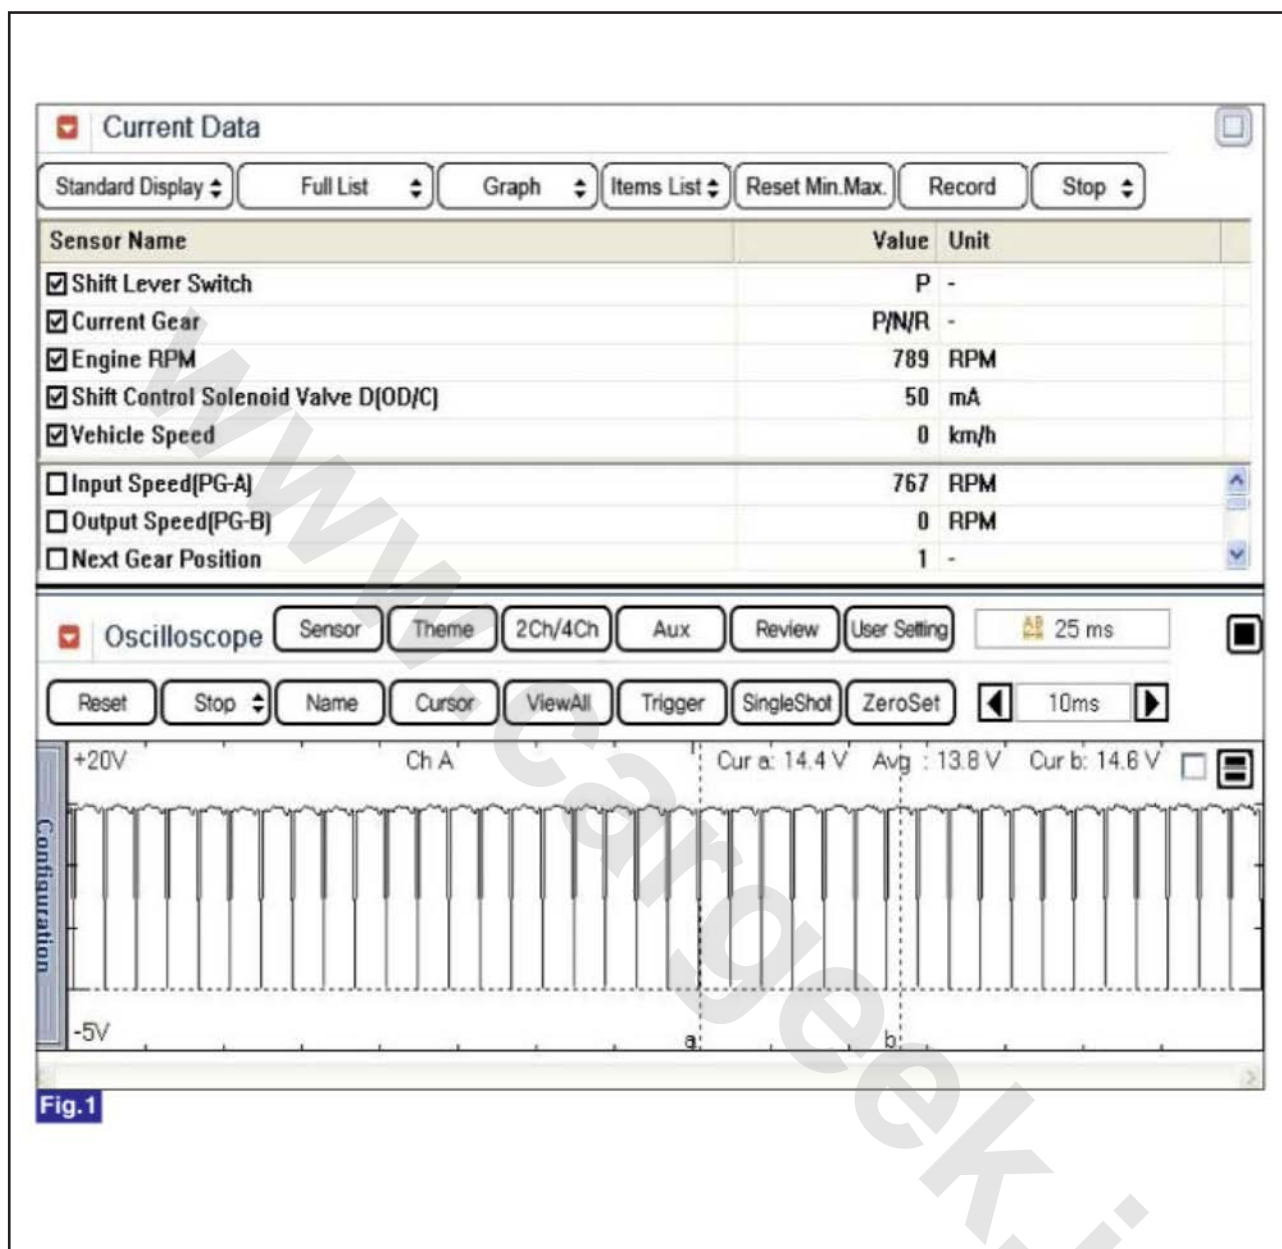 Current Data
Standard Display Full List Graph Items List Reset Min.Max. Record Stop
Sensor Name Value Unit
Shift Lever Switch P -
Current Gear P/N/R -
Engine RPM 789 RPM
Shift Control Solenoid Valve D(OD/C) 50 mA
Vehicle Speed 0 km/h
Input Speed(PG-A) 767 RPM
Output Speed(PG-B) 0 RPM
Next Gear Position 1 -
Oscilloscope Sensor Theme 2Ch/4Ch Aux Review User Setting 25 ms
Reset Stop Name Cursor ViewAll Trigger SingleShot ZeroSet 10ms
+20V Ch A Cur a: 14.4 V Avg : 13.8 V Cur b: 14.6 V
Configuration
-5V a b
Fig.1
www.cargeek.i